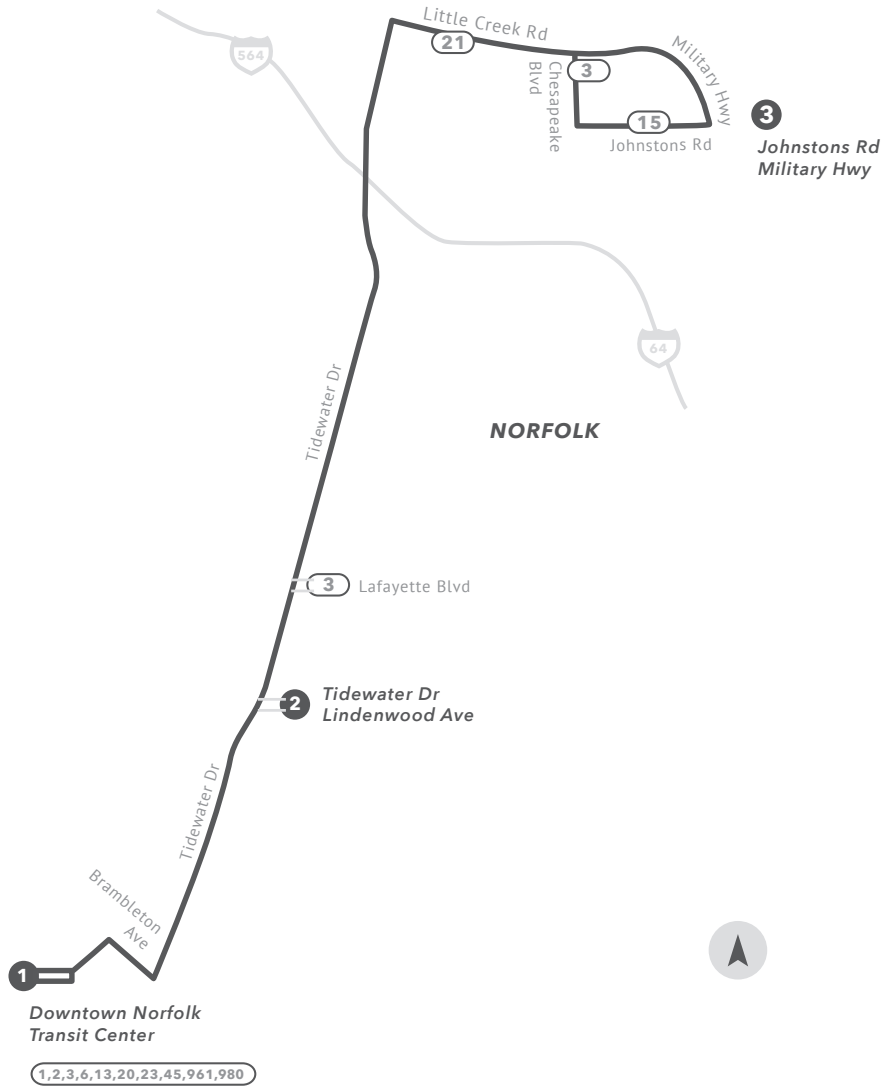 Little Creek Rd
21
564
Chesapeake
Blvd
3
Military Hwy
15
Johnstons Rd
3
Johnstons Rd
Military Hwy
64
Tidewater Dr
NORFOLK
3
Lafayette Blvd
2
Tidewater Dr
Lindenwood Ave
Tidewater Dr
Brambleton
Ave
1
Downtown Norfolk
Transit Center
1,2,3,6,13,20,23,45,961,980